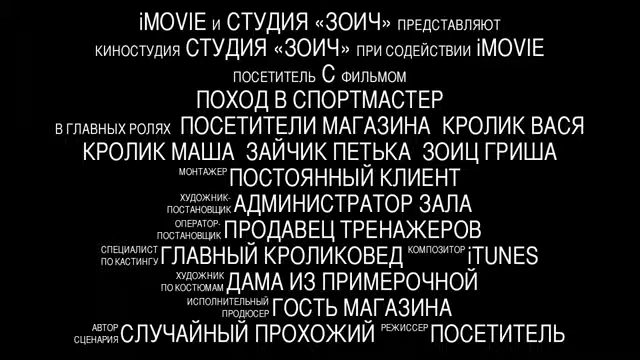 iMOVIE И СТУДИЯ «ЗОИЧ» ПРЕДСТАВЛЯЮТ
КИНОСТУДИЯ СТУДИЯ «ЗОИЧ» ПРИ СОДЕЙСТВИИ iMOVIE
ПОСЕТИТЕЛЬ С ФИЛЬМОМ
ПОХОД В СПОРТМАСТЕР
В ГЛАВНЫХ РОЛЯХ ПОСЕТИТЕЛИ МАГАЗИНА КРОЛИК ВАСЯ
КРОЛИК МАША ЗАЙЧИК ПЕТЬКА ЗОИЦ ГРИША
МОНТАЖЕР ПОСТОЯННЫЙ КЛИЕНТ
ХУДОЖНИК-ПОСТАНОВЩИК АДМИНИСТРАТОР ЗАЛА
ОПЕРАТОР-ПОСТАНОВЩИК ПРОДАВЕЦ ТРЕНАЖЕРОВ
СПЕЦИАЛИСТ ПО КАСТИНГУ ГЛАВНЫЙ КРОЛИКОВЕД КОМПОЗИТОР iTUNES
ХУДОЖНИК ПО КОСТЮМАМ ДАМА ИЗ ПРИМЕРОЧНОЙ
ИСПОЛНИТЕЛЬНЫЙ ПРОДЮСЕР ГОСТЬ МАГАЗИНА
АВТОР СЦЕНАРИЯ СЛУЧАЙНЫЙ ПРОХОЖИЙ РЕЖИССЕР ПОСЕТИТЕЛЬ